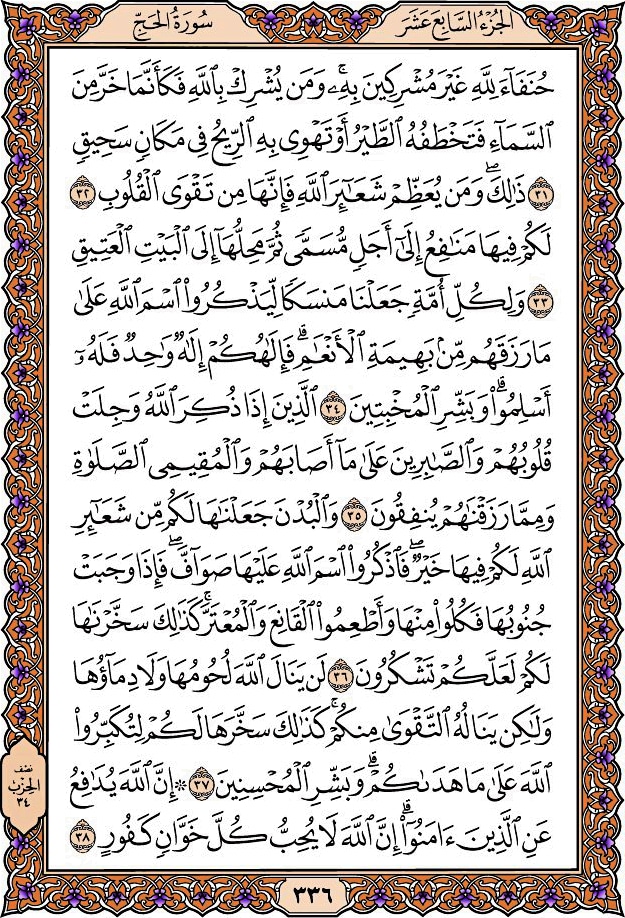 الجُزْءُ السَّابِعَ عَشَرَ
سُورَةُ الحَجِّ
حُنَفَآءَ لِلَّهِ غَيۡرَ مُشۡرِكِينَ بِهِۦۚ وَمَن يُشۡرِكۡ بِٱللَّهِ فَكَأَنَّمَا خَرَّ مِنَ
ٱلسَّمَآءِ فَتَخۡطَفُهُ ٱلطَّيۡرُ أَوۡ تَهۡوِي بِهِ ٱلرِّيحُ فِي مَكَانٖ سَحِيقٖ
٣١ ذَٰلِكَۖ وَمَن يُعَظِّمۡ شَعَٰٓئِرَ ٱللَّهِ فَإِنَّهَا مِن تَقۡوَى ٱلۡقُلُوبِ ٣٢
لَكُمۡ فِيهَا مَنَٰفِعُ إِلَىٰٓ أَجَلٖ مُّسَمّٗى ثُمَّ مَحِلُّهَآ إِلَى ٱلۡبَيۡتِ ٱلۡعَتِيقِ
٣٣ وَلِكُلِّ أُمَّةٖ جَعَلۡنَا مَنسَكٗا لِّيَذۡكُرُواْ ٱسۡمَ ٱللَّهِ عَلَىٰ
مَا رَزَقَهُم مِّنۢ بَهِيمَةِ ٱلۡأَنۡعَٰمِۗ فَإِلَٰهُكُمۡ إِلَٰهٞ وَٰحِدٞ فَلَهُۥٓ
أَسۡلِمُواْۗ وَبَشِّرِ ٱلۡمُخۡبِتِينَ ٣٤ ٱلَّذِينَ إِذَا ذُكِرَ ٱللَّهُ وَجِلَتۡ
قُلُوبُهُمۡ وَٱلصَّٰبِرِينَ عَلَىٰ مَآ أَصَابَهُمۡ وَٱلۡمُقِيمِي ٱلصَّلَوٰةِ
وَمِمَّا رَزَقۡنَٰهُمۡ يُنفِقُونَ ٣٥ وَٱلۡبُدۡنَ جَعَلۡنَٰهَا لَكُم مِّن شَعَٰٓئِرِ
ٱللَّهِ لَكُمۡ فِيهَا خَيۡرٞۖ فَٱذۡكُرُواْ ٱسۡمَ ٱللَّهِ عَلَيۡهَا صَوَآفَّۖ فَإِذَا وَجَبَتۡ
جُنُوبُهَا فَكُلُواْ مِنۡهَا وَأَطۡعِمُواْ ٱلۡقَانِعَ وَٱلۡمُعۡتَرَّۚ كَذَٰلِكَ سَخَّرۡنَٰهَا
لَكُمۡ لَعَلَّكُمۡ تَشۡكُرُونَ ٣٦ لَن يَنَالَ ٱللَّهَ لُحُومُهَا وَلَا دِمَآؤُهَا
وَلَٰكِن يَنَالُهُ ٱلتَّقۡوَىٰ مِنكُمۡۚ كَذَٰلِكَ سَخَّرَهَا لَكُمۡ لِتُكَبِّرُواْ
ٱللَّهَ عَلَىٰ مَا هَدَىٰكُمۡۗ وَبَشِّرِ ٱلۡمُحۡسِنِينَ ٣٧ ۞ إِنَّ ٱللَّهَ يُدَٰفِعُ
عَنِ ٱلَّذِينَ ءَامَنُوٓاْۗ إِنَّ ٱللَّهَ لَا يُحِبُّ كُلَّ خَوَّانٖ كَفُورٍ ٣٨
نصف
الحِزْب
٣٤
٣٣٦